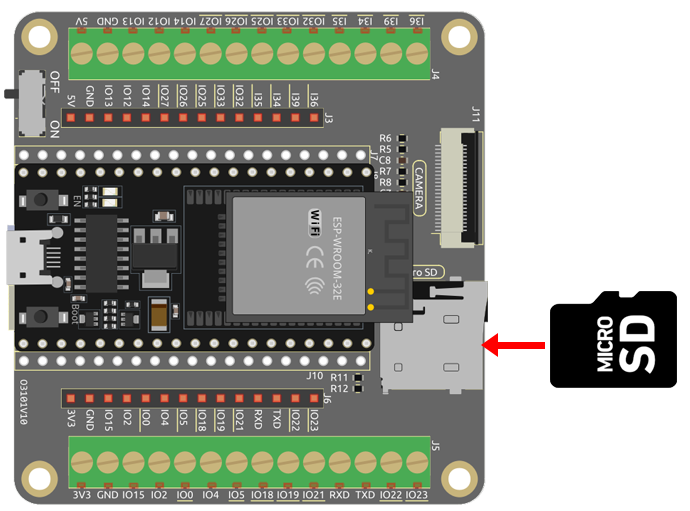 5V GND IO13 IO12 IO14 IO27 IO26 IO25 IO33 IO32 I35 I34 I39 I36
J4
OFF
ON
5V GND IO13 IO12 IO14 IO27 IO26 IO25 IO33 IO32 I35 I34 I39 I36
J3
J11
R6
R5
C8
R7
R8
CAMERA
EN
WiFi
ESP-WROOM-32E
CE
K
ro SD
Boot
MICRO
SD
J10
R11
R12
O3101V10
J6
3V3 GND IO15 IO2 IO0 IO4 IO5 IO18 IO19 IO21 RXD TXD IO22 IO23
J5
3V3 GND IO15 IO2 IO0 IO4 IO5 IO18 IO19 IO21 RXD TXD IO22 IO23